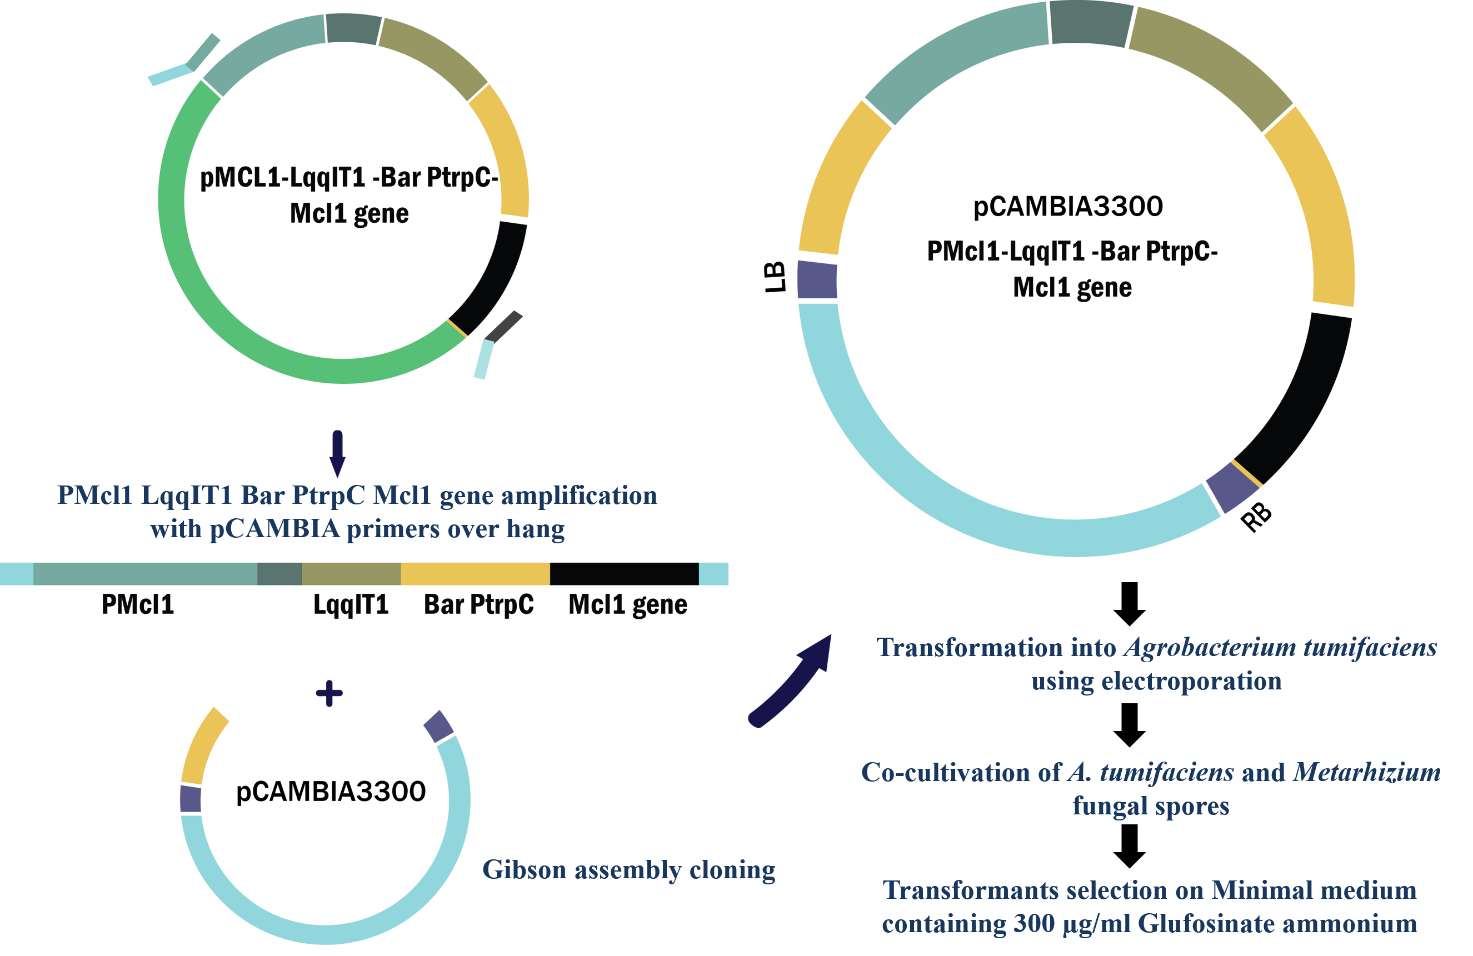 pMCL1-LqqIT1 -Bar PtrpC-
Mcl1 gene
PMcl1 LqqIT1 Bar PtrpC Mcl1 gene amplification
with pCAMBIA primers over hang
PMcl1
LqqIT1
Bar PtrpC
Mcl1 gene
+
pCAMBIA3300
Gibson assembly cloning
pCAMBIA3300
PMcl1-LqqIT1 -Bar PtrpC-
Mcl1 gene
LB
RB
Transformation into Agrobacterium tumifaciens
using electroporation
Co-cultivation of A. tumifaciens and Metarhizium
fungal spores
Transformants selection on Minimal medium
containing 300 µg/ml Glufosinate ammonium